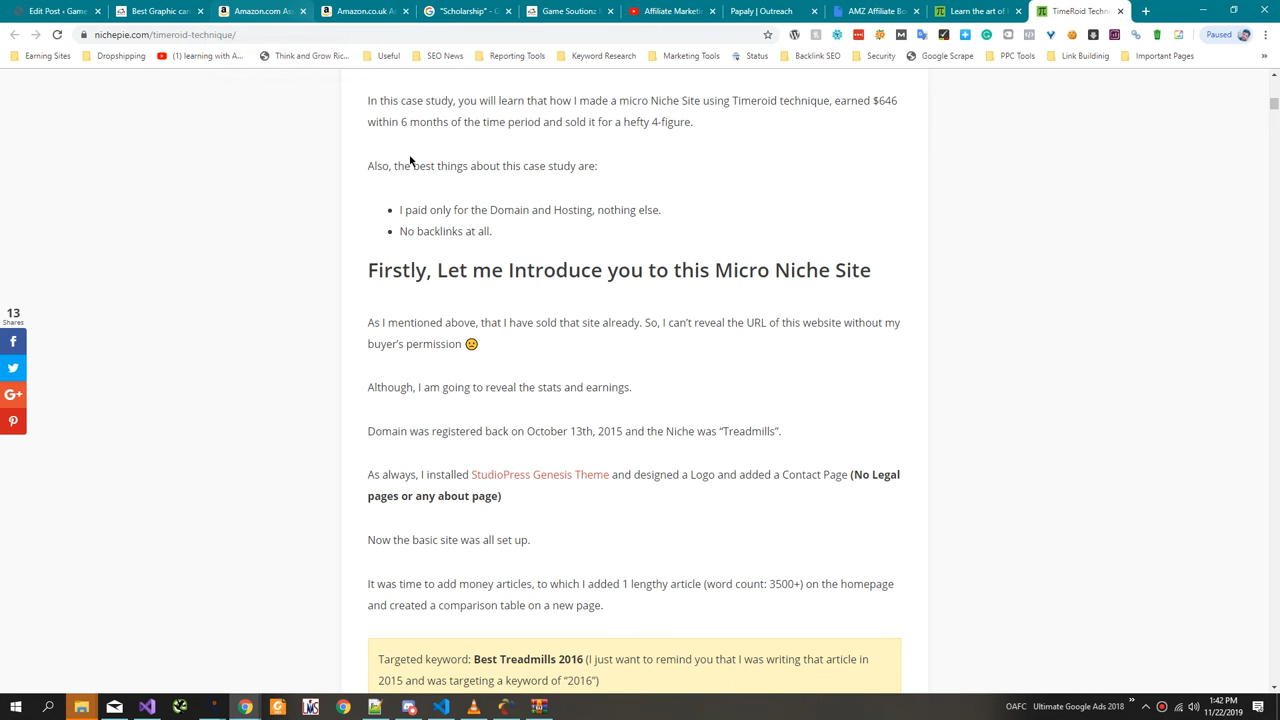 Edit Post ‹ G
Best Graphic car
Amazon.com As
Amazon.co.uk A
"Scholarship" - G
Game Soution:
Affiliate Marketi
Papaly | Outreach
AMZ Affiliate Bo
Learn the art of
TimeRoid Techn
nichepie.com/timeroid-technique/
Paused
Earning Sites
Dropshipping
(1) learning with A...
Think and Grow Ric...
Useful
SEO News
Reporting Tools
Keyword Research
Marketing Tools
Status
Backlink SEO
Security
Google Scrape
PPC Tools
Link Buildinig
Important Pages
»
In this case study, you will learn that how I made a micro Niche Site using Timeroid technique, earned $646
within 6 months of the time period and sold it for a hefty 4-figure.
Also, the best things about this case study are:
• I paid only for the Domain and Hosting, nothing else.
• No backlinks at all.
Firstly, Let me Introduce you to this Micro Niche Site
13
Shares
As I mentioned above, that I have sold that site already. So, I can't reveal the URL of this website without my
buyer's permission
Although, I am going to reveal the stats and earnings.
Domain was registered back on October 13th, 2015 and the Niche was “Treadmills”.
As always, I installed StudioPress Genesis Theme and designed a Logo and added a Contact Page (No Legal
pages or any about page)
Now the basic site was all set up.
It was time to add money articles, to which I added 1 lengthy article (word count: 3500+) on the homepage
and created a comparison table on a new page.
Targeted keyword: Best Treadmills 2016 (I just want to remind you that I was writing that article in
2015 and was targeting a keyword of “2016”)
OAFC
Ultimate Google Ads 2018
»
1:42 PM
11/22/2019